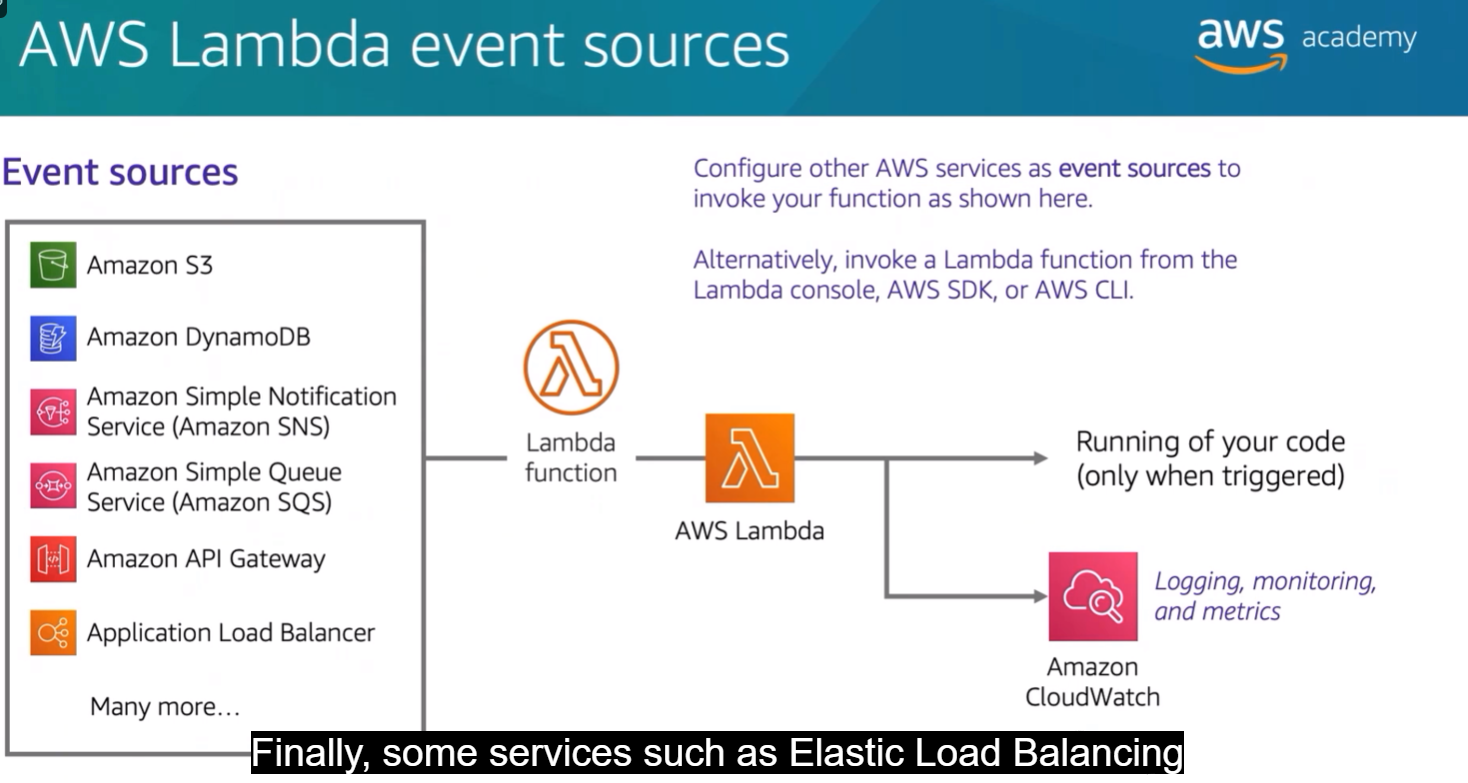 AWS Lambda event sources
aws academy
Event sources
Configure other AWS services as event sources to
invoke your function as shown here.
Alternatively, invoke a Lambda function from the
Lambda console, AWS SDK, or AWS CLI.
Amazon S3
Amazon DynamoDB
Amazon Simple Notification
Service (Amazon SNS)
Amazon Simple Queue
Service (Amazon SQS)
Amazon API Gateway
Application Load Balancer
Many more...
Lambda
function
AWS Lambda
Running of your code
(only when triggered)
Logging, monitoring,
and metrics
Amazon
CloudWatch
Finally, some services such as Elastic Load Balancing